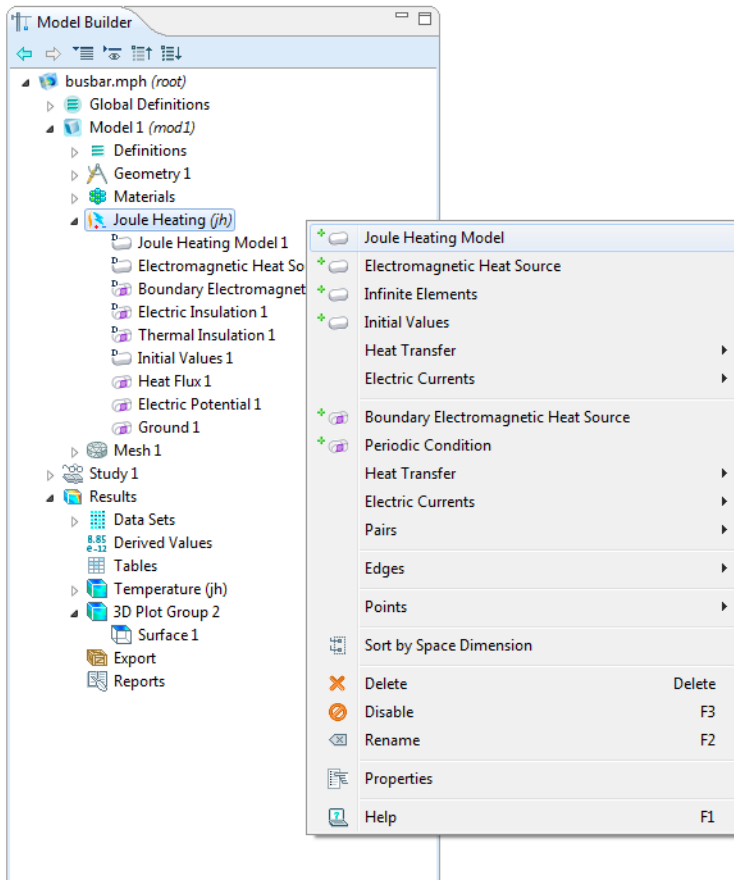 Model Builder
busbar.mph (root)
Global Definitions
Model 1 (mod1)
Definitions
Geometry 1
Materials
Joule Heating (jh)
Joule Heating Model 1
Electromagnetic Heat So
Boundary Electromagnet
Electric Insulation 1
Thermal Insulation 1
Initial Values 1
Heat Flux 1
Electric Potential 1
Ground 1
Mesh 1
Study 1
Results
Data Sets
8.85
e-12 Derived Values
Tables
Temperature (jh)
3D Plot Group 2
Surface 1
Export
Reports
Joule Heating Model
Electromagnetic Heat Source
Infinite Elements
Initial Values
Heat Transfer
Electric Currents
Boundary Electromagnetic Heat Source
Periodic Condition
Heat Transfer
Electric Currents
Pairs
Edges
Points
Sort by Space Dimension
Delete Delete
Disable F3
Rename F2
Properties
Help F1